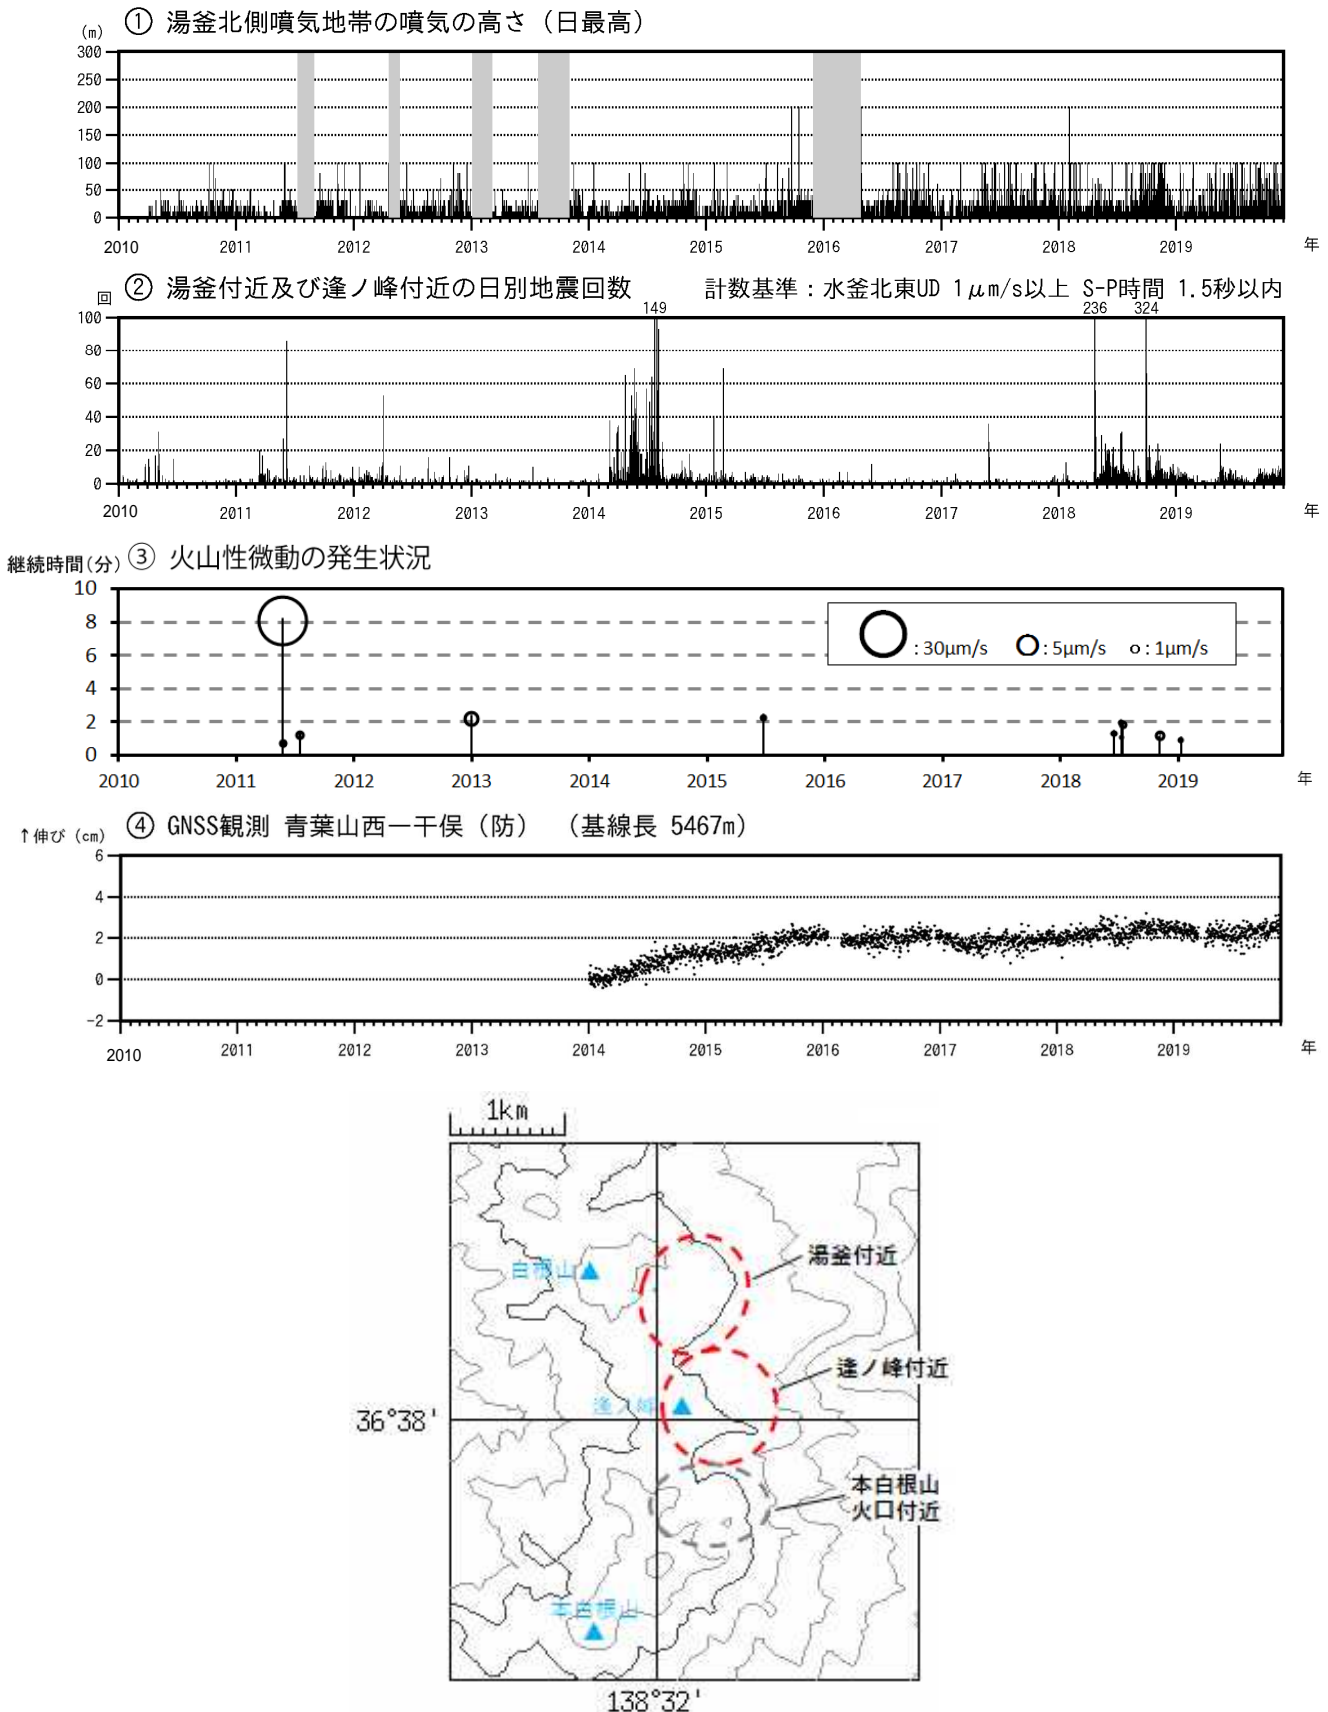 ① 湯釜北側噴気地帯の噴気の高さ（日最高）
(m)
300
250
200
150
100
50
0
2010 2011 2012 2013 2014 2015 2016 2017 2018 2019 年
② 湯釜付近及び逢ノ峰付近の日別地震回数 計数基準：水釜北東UD 1μm/s以上 S-P時間 1.5秒以内
回
149 236 324
100
80
60
40
20
0
2010 2011 2012 2013 2014 2015 2016 2017 2018 2019 年
継続時間(分) ③ 火山性微動の発生状況
10
8
6
4
2
0
：30μm/s ：5μm/s ：1μm/s
2010 2011 2012 2013 2014 2015 2016 2017 2018 2019 年
↑伸び（cm） ④ GNSS観測 青葉山西－干俣（防） （基線長 5467m）
6
4
2
0
-2
2010 2011 2012 2013 2014 2015 2016 2017 2018 2019 年
1km
湯釜付近
白根山
逢ノ峰付近
逢ノ峰
36°38'
本白根山
火口付近
本白根山
138°32'